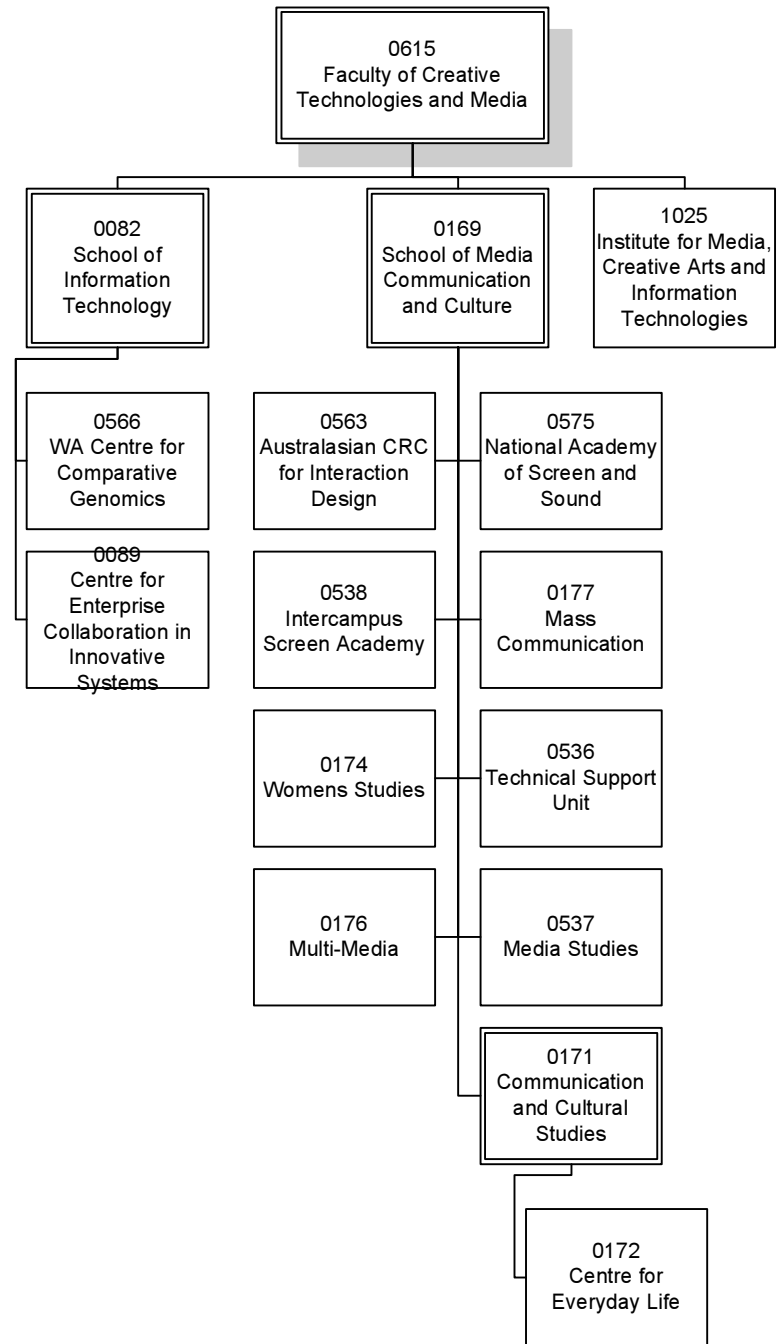 0615
Faculty of Creative
Technologies and Media
0082
School of
Information
Technology
0169
School of Media
Communication
and Culture
1025
Institute for Media,
Creative Arts and
Information
Technologies
0566
WA Centre for
Comparative
Genomics
0563
Australasian CRC
for Interaction
Design
0575
National Academy
of Screen and
Sound
0089
Centre for
Enterprise
Collaboration in
Innovative
Systems
0538
Intercampus
Screen Academy
0177
Mass
Communication
0174
Womens Studies
0536
Technical Support
Unit
0176
Multi-Media
0537
Media Studies
0171
Communication
and Cultural
Studies
0172
Centre for
Everyday Life